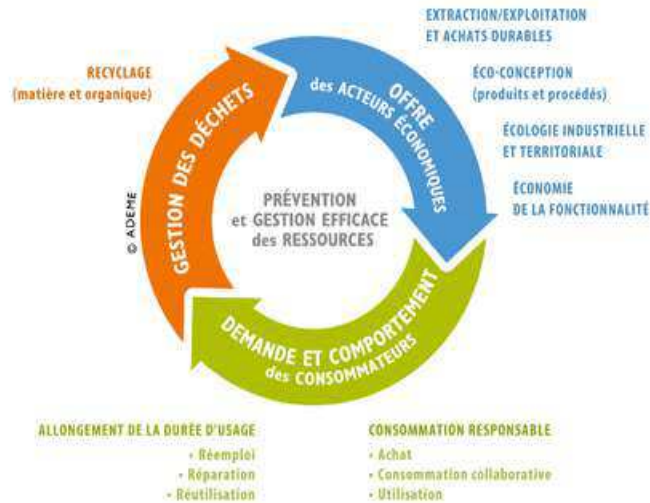 EXTRACTION/EXPLOITATION
ET ACHATS DURABLES
RECYCLAGE
(matière et organique)
ÉCO-CONCEPTION
(produits et procédés)
ÉCOLOGIE INDUSTRIELLE
ET TERRITORIALE
ÉCONOMIE
DE LA FONCTIONNALITÉ
OFFRE
des ACTEURS ÉCONOMIQUES
GESTION DES DÉCHETS
PRÉVENTION
et GESTION EFFICACE
des RESSOURCES
© ADEME
DEMANDE ET COMPORTEMENT
des CONSOMMATEURS
ALLONGEMENT DE LA DURÉE D'USAGE
• Réemploi
• Réparation
• Réutilisation
CONSOMMATION RESPONSABLE
• Achat
• Consommation collaborative
• Utilisation